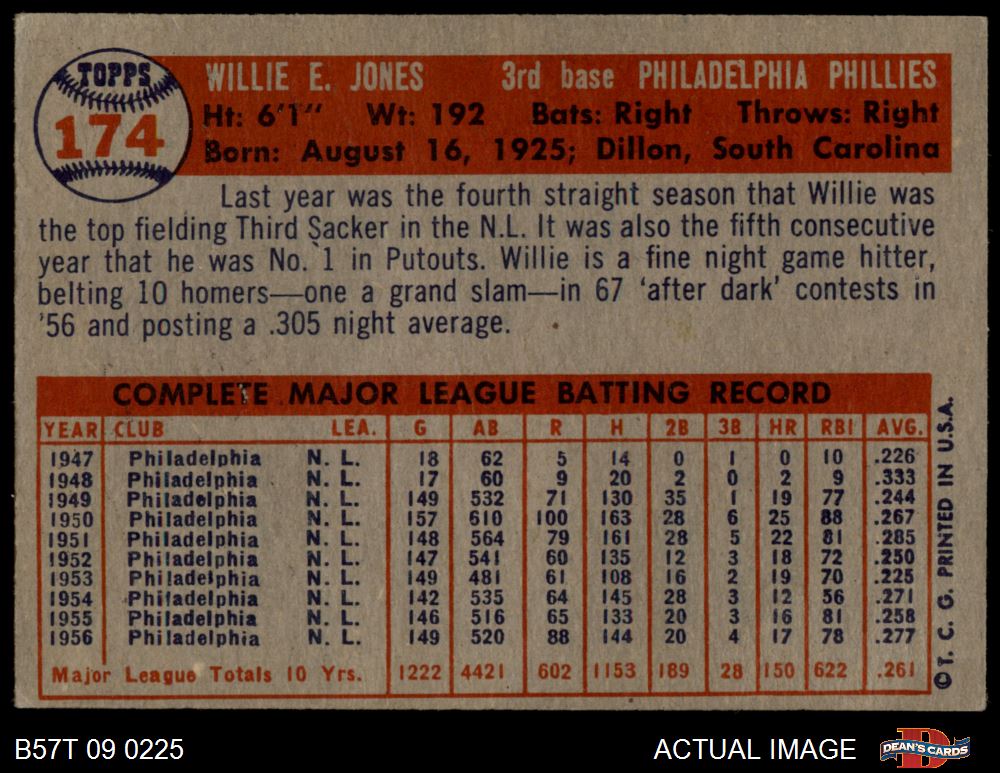 TOPPS
174
WILLIE E. JONES 3rd base PHILADELPHIA PHILLIES
Ht: 6'1" Wt: 192 Bats: Right Throws: Right
Born: August 16, 1925; Dillon, South Carolina
Last year was the fourth straight season that Willie was
the top fielding Third Sacker in the N.L. It was also the fifth consecutive
year that he was No. 1 in Putouts. Willie is a fine night game hitter,
belting 10 homers—one a grand slam—in 67 'after dark' contests in
'56 and posting a .305 night average.
COMPLETE MAJOR LEAGUE BATTING RECORD
YEAR CLUB LEA. G AB R H 2B 3B HR RBI AVG.
1947 Philadelphia N. L. 18 62 5 14 0 1 0 10 .226
1948 Philadelphia N. L. 17 60 9 20 2 0 2 9 .333
1949 Philadelphia N. L. 149 532 71 130 35 1 19 77 .244
1950 Philadelphia N. L. 157 610 100 163 28 6 25 88 .267
1951 Philadelphia N. L. 148 564 79 161 28 5 22 81 .285
1952 Philadelphia N. L. 147 541 60 135 12 3 18 72 .250
1953 Philadelphia N. L. 149 481 61 108 16 2 19 70 .225
1954 Philadelphia N. L. 142 535 64 145 28 3 12 56 .271
1955 Philadelphia N. L. 146 516 65 133 20 3 16 81 .258
1956 Philadelphia N. L. 149 520 88 144 20 4 17 78 .277
Major League Totals 10 Yrs. 1222 4421 602 1153 189 28 150 622 .261
© T. C. G. PRINTED IN U.S.A.
B57T 09 0225 ACTUAL IMAGE
DEAN'S CARDS